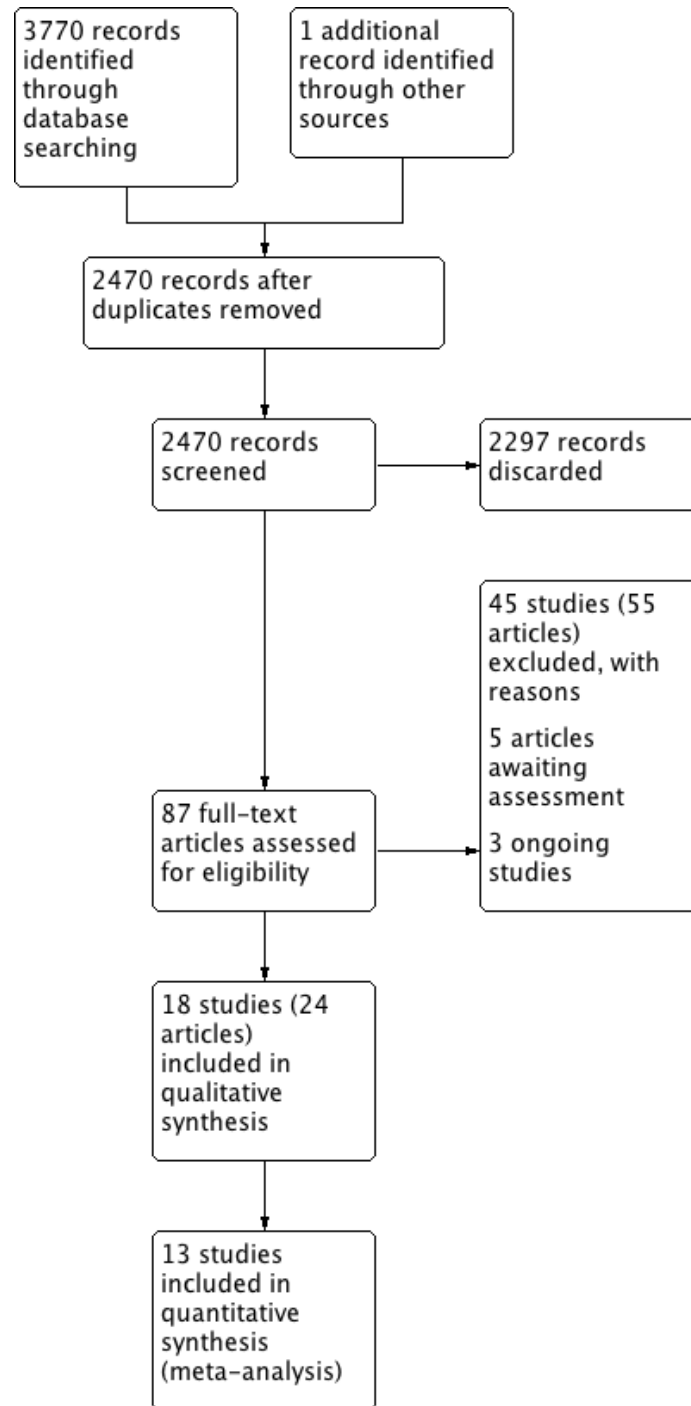 3770 records
identified
through
database
searching
1 additional
record identified
through other
sources
2470 records after
duplicates removed
2470 records
screened
2297 records
discarded
45 studies (55
articles)
excluded, with
reasons
5 articles
awaiting
assessment
3 ongoing
studies
87 full-text
articles assessed
for eligibility
18 studies (24
articles)
included in
qualitative
synthesis
13 studies
included in
quantitative
synthesis
(meta-analysis)